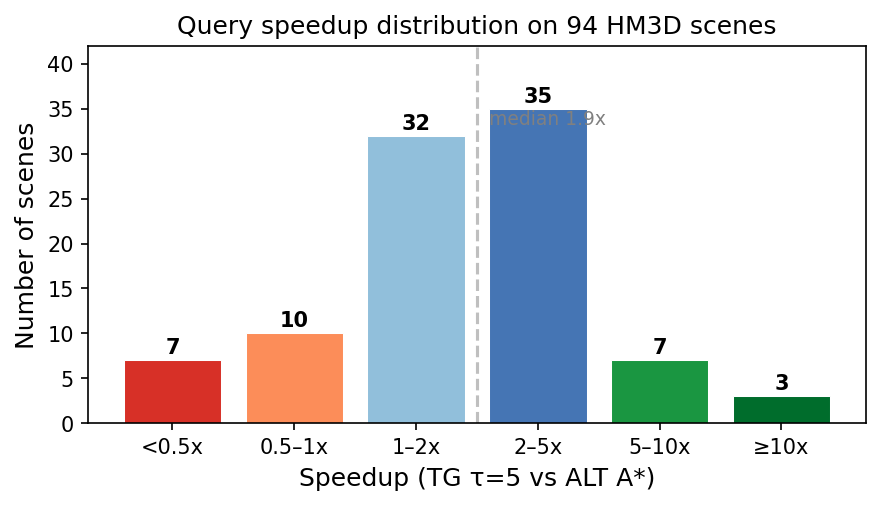 Query speedup distribution on 94 HM3D scenes
Number of scenes
40
35
30
25
20
15
10
5
0
7
10
32
35
7
3
median 1.9x
<0.5x
0.5–1x
1–2x
2–5x
5–10x
≥10x
Speedup (TG τ=5 vs ALT A*)